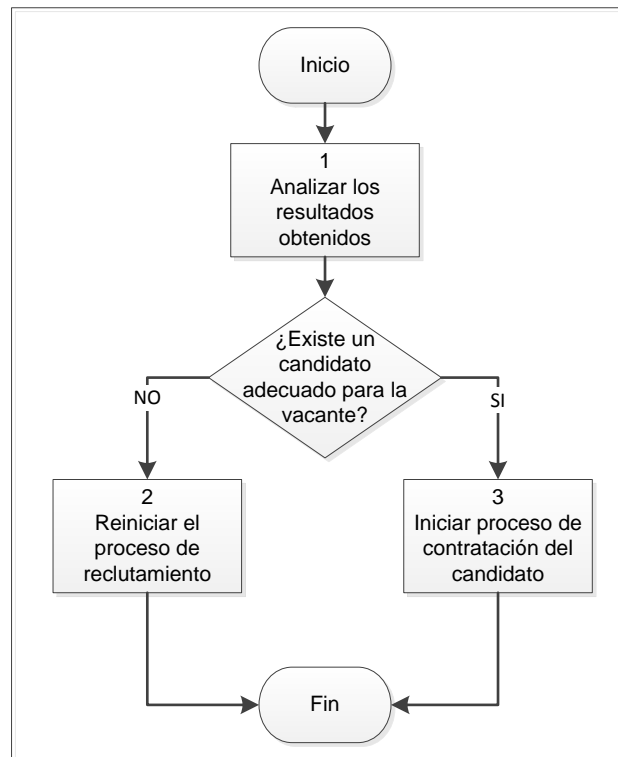 Inicio
1
Analizar los
resultados
obtenidos
¿Existe un
candidato
adecuado para la
vacante?
NO
SI
2
Reiniciar el
proceso de
reclutamiento
3
Iniciar proceso de
contratación del
candidato
Fin